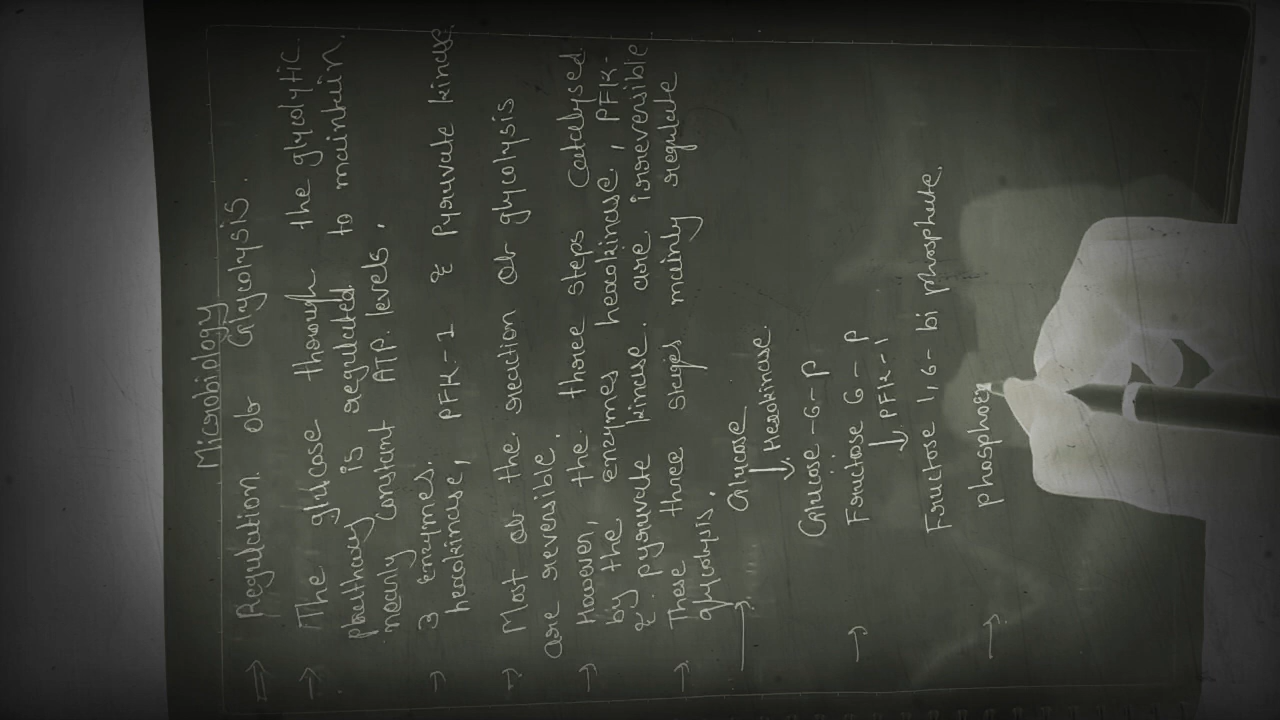 Microbiology
⇒ Regulation of Glycolysis.
→ The glucose through the glycolytic
pathway is regulated to maintain
nearly constant ATP levels.
→ 3 enzymes.
hexokinase, PFK-1 & Pyruvate kinase
→ Most of the reaction of glycolysis
are reversible.
→ However, the three steps Catalysed
by the enzymes hexokinase, PFK-
& pyruvate kinase. are irreversible
→ These three stages mainly regulate
glycolysis.
→ Glucose
↓ Hexokinase.
Glucose-6-P
→ Fructose 6-P
↓ PFK-1
Fructose 1,6-bi phosphate.
→ phosphoe